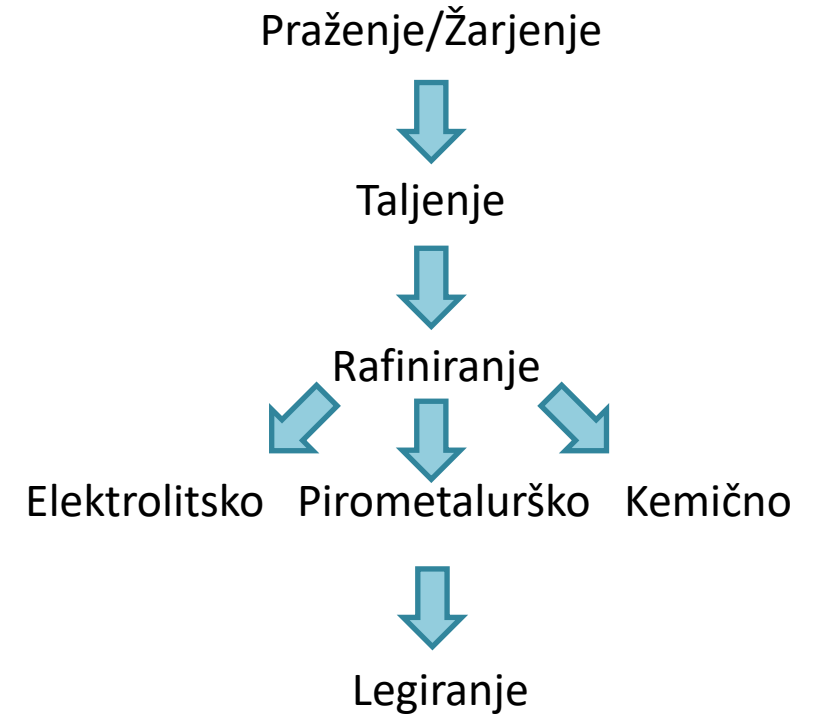 Praženje/Žarjenje
Taljenje
Rafiniranje
Elektrolitsko Pirometalurško Kemično
Legiranje